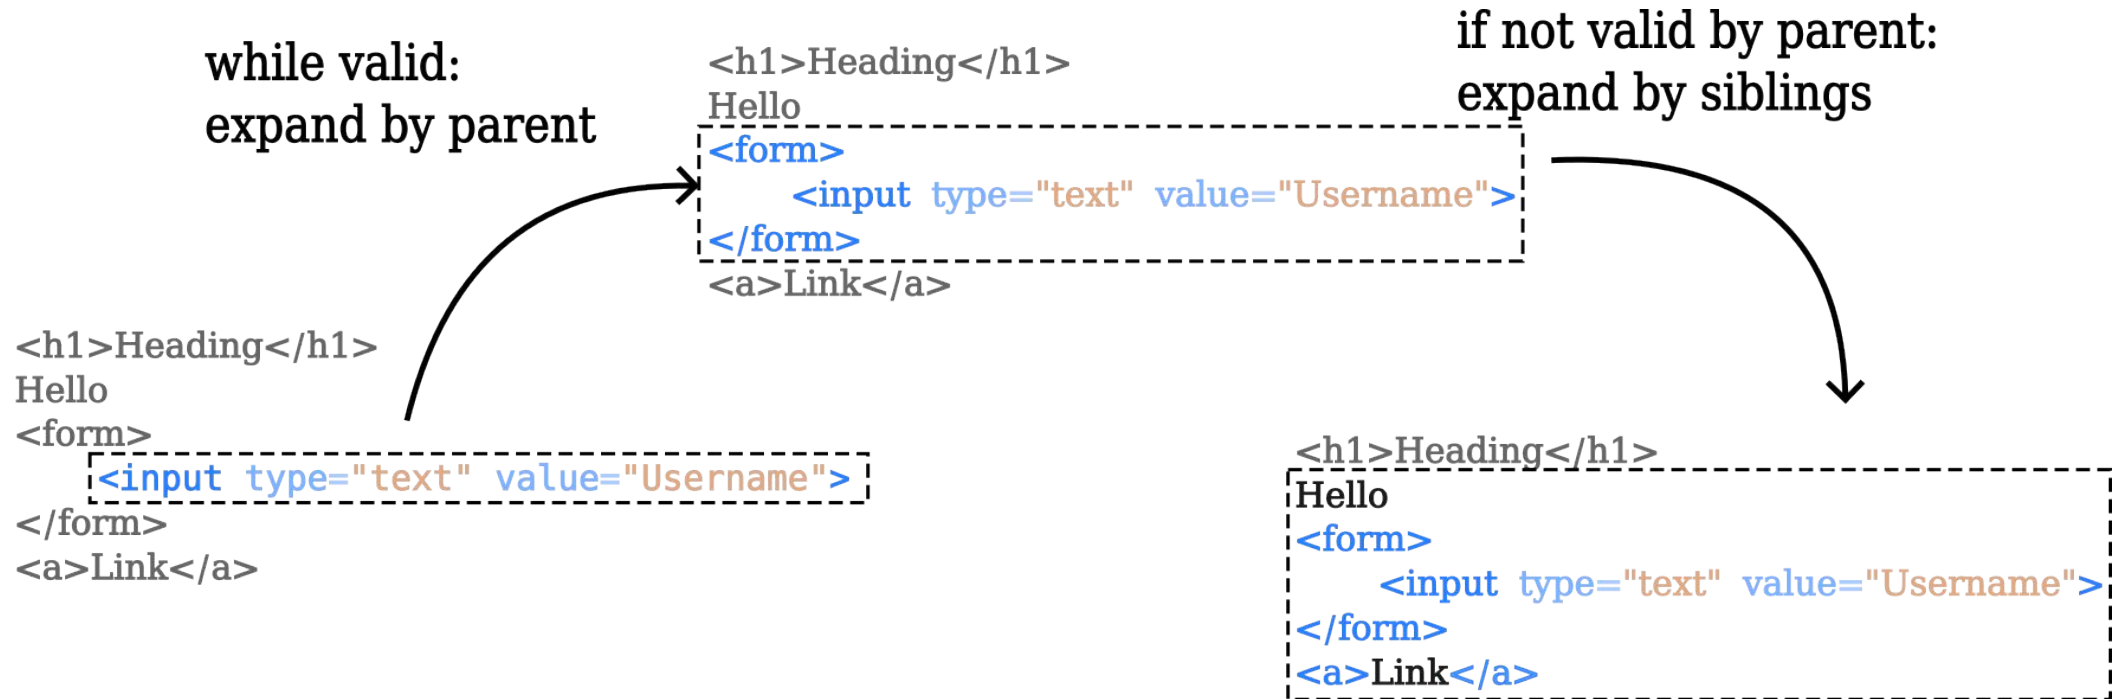 while valid:
expand by parent
<h1>Heading</h1>
Hello
<form>
<input type="text" value="Username">
</form>
<a>Link</a>
if not valid by parent:
expand by siblings
<h1>Heading</h1>
Hello
<form>
<input type="text" value="Username">
</form>
<a>Link</a>
<h1>Heading</h1>
Hello
<form>
<input type="text" value="Username">
</form>
<a>Link</a>